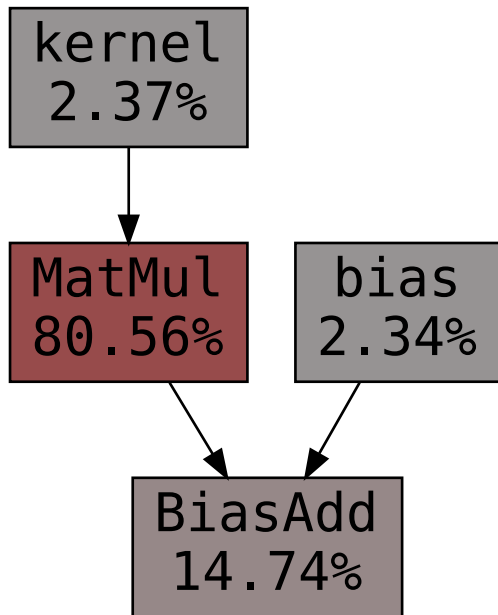 kernel
2.37%
MatMul
80.56%
bias
2.34%
BiasAdd
14.74%